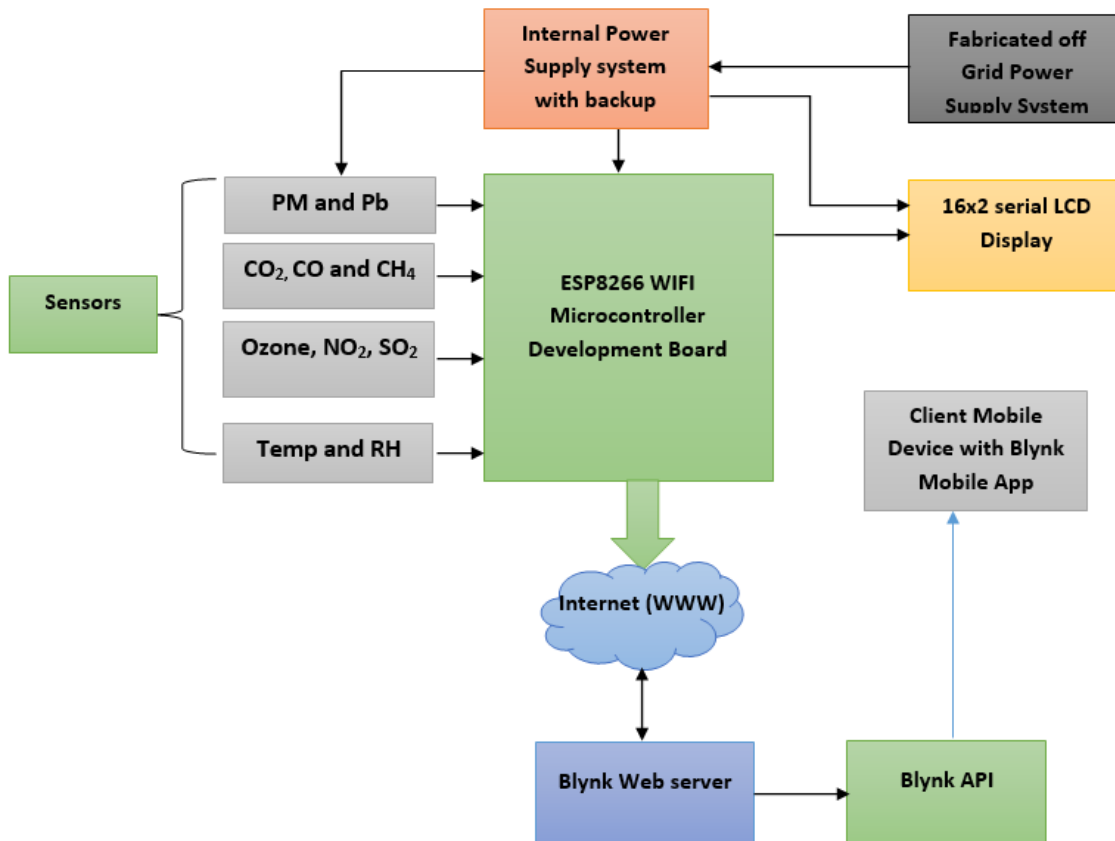 Internal Power
Supply system
with backup
Fabricated off
Grid Power
Supply System
PM and Pb
CO₂, CO and CH₄
Sensors
Ozone, NO₂, SO₂
Temp and RH
ESP8266 WIFI
Microcontroller
Development Board
16x2 serial LCD
Display
Client Mobile
Device with Blynk
Mobile App
Internet (WWW)
Blynk Web server
Blynk API